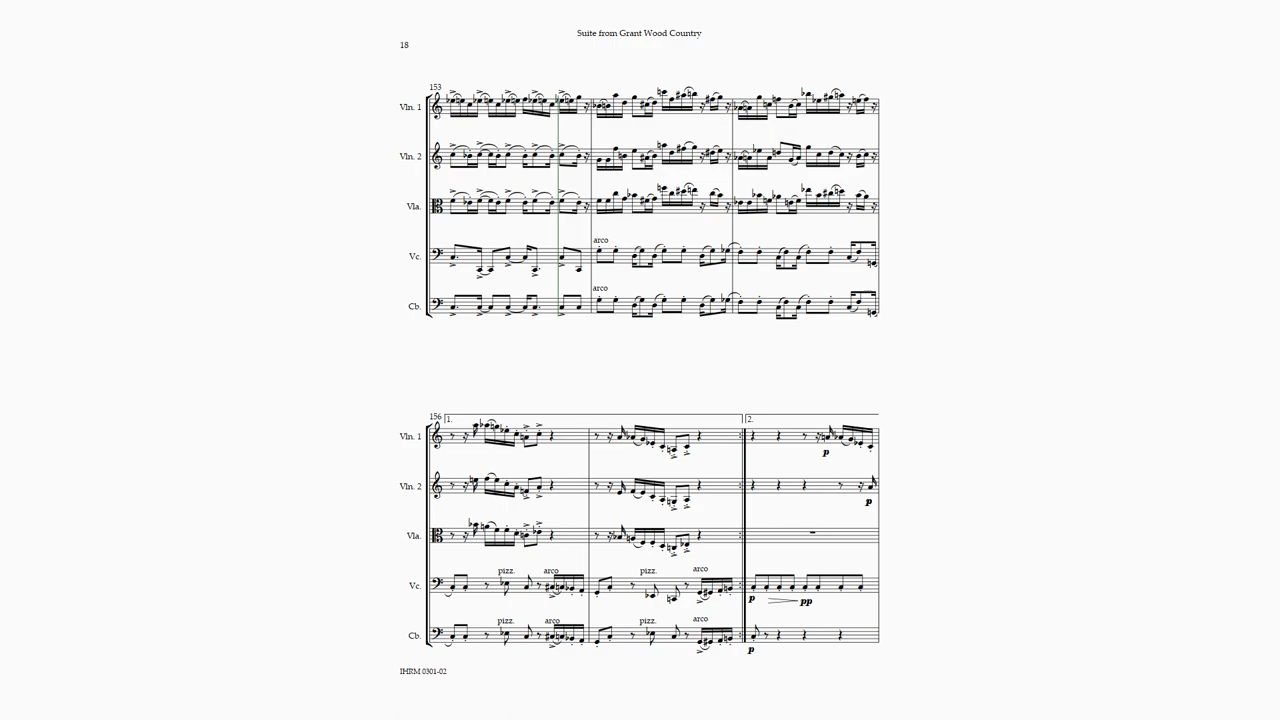 Suite from Grant Wood Country
18
153
Vln. 1
Vln. 2
Vla.
arco
Vc.
arco
Cb.
156
1.
2.
Vln. 1
p
Vln. 2
p
Vla.
pizz. arco pizz. arco
Vc.
p pp
pizz. arco pizz. arco
Cb.
p
IHRM 0301-02